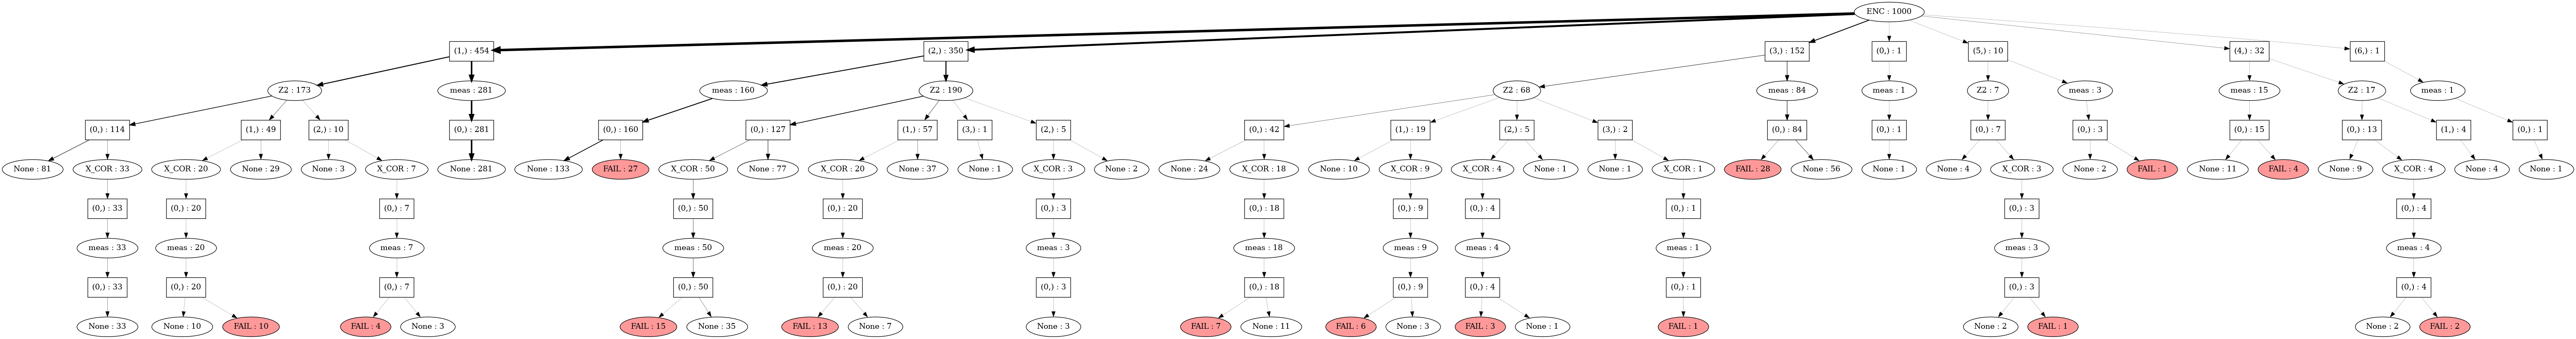 ENC : 1000
(1,) : 454
(2,) : 350
(3,) : 152
(0,) : 1
(5,) : 10
(4,) : 32
(6,) : 1
Z2 : 173
meas : 281
meas : 160
Z2 : 190
Z2 : 68
meas : 84
meas : 1
Z2 : 7
meas : 3
meas : 15
Z2 : 17
meas : 1
(0,) : 114
(1,) : 49
(2,) : 10
(0,) : 281
(0,) : 160
(0,) : 127
(1,) : 57
(3,) : 1
(2,) : 5
(0,) : 42
(1,) : 19
(2,) : 5
(3,) : 2
(0,) : 84
(0,) : 1
(0,) : 7
(0,) : 3
(0,) : 15
(0,) : 13
(1,) : 4
(0,) : 1
None : 81
X_COR : 33
X_COR : 20
None : 29
None : 3
X_COR : 7
None : 281
None : 133
FAIL : 27
X_COR : 50
None : 77
X_COR : 20
None : 37
None : 1
X_COR : 3
None : 2
None : 24
X_COR : 18
None : 10
X_COR : 9
X_COR : 4
None : 1
None : 1
X_COR : 1
FAIL : 28
None : 56
None : 1
None : 4
X_COR : 3
None : 2
FAIL : 1
None : 11
FAIL : 4
None : 9
X_COR : 4
None : 4
None : 1
(0,) : 33
(0,) : 20
(0,) : 7
(0,) : 50
(0,) : 20
(0,) : 3
(0,) : 18
(0,) : 9
(0,) : 4
(0,) : 1
(0,) : 3
(0,) : 4
meas : 33
meas : 20
meas : 7
meas : 50
meas : 20
meas : 3
meas : 18
meas : 9
meas : 4
meas : 1
meas : 3
meas : 4
(0,) : 33
(0,) : 20
(0,) : 7
(0,) : 50
(0,) : 20
(0,) : 3
(0,) : 18
(0,) : 9
(0,) : 4
(0,) : 1
(0,) : 3
(0,) : 4
None : 33
None : 10
FAIL : 10
FAIL : 4
None : 3
FAIL : 15
None : 35
FAIL : 13
None : 7
None : 3
FAIL : 7
None : 11
FAIL : 6
None : 3
FAIL : 3
None : 1
FAIL : 1
None : 2
FAIL : 1
None : 2
FAIL : 2